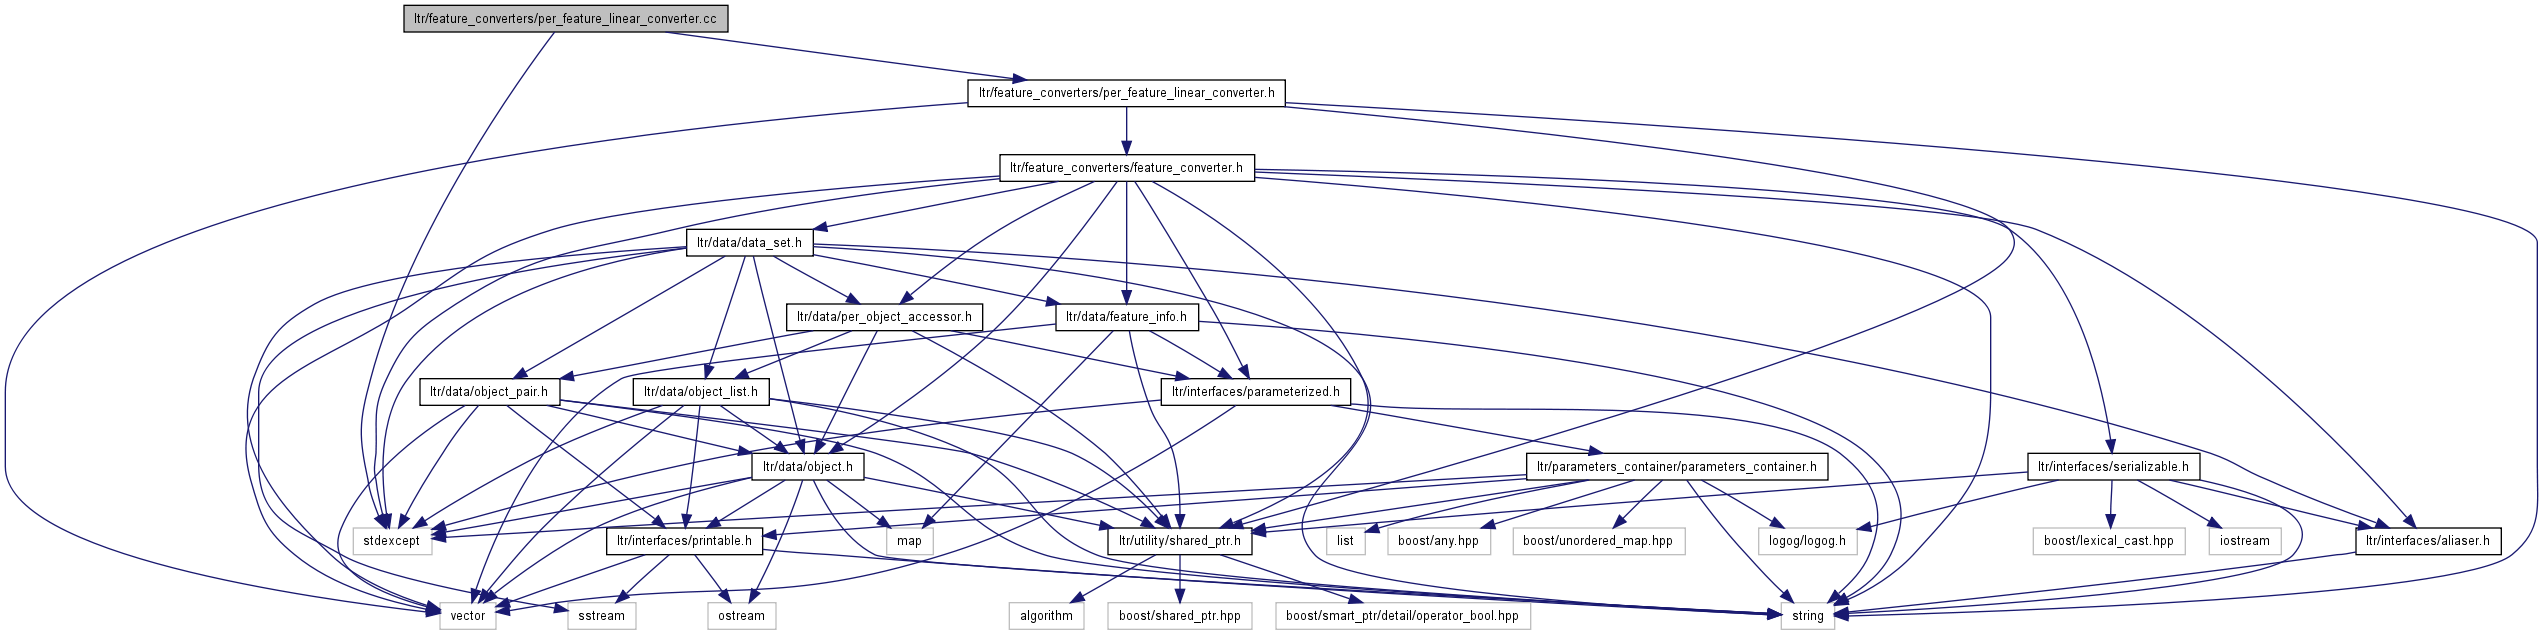 ltr/feature_converters/per_feature_linear_converter.cc
ltr/feature_converters/per_feature_linear_converter.h
ltr/feature_converters/feature_converter.h
ltr/data/data_set.h
ltr/data/per_object_accessor.h
ltr/data/feature_info.h
ltr/data/object_pair.h
ltr/data/object_list.h
ltr/interfaces/parameterized.h
ltr/data/object.h
ltr/parameters_container/parameters_container.h
ltr/interfaces/serializable.h
stdexcept
ltr/interfaces/printable.h
map
ltr/utility/shared_ptr.h
list
boost/any.hpp
boost/unordered_map.hpp
logog/logog.h
boost/lexical_cast.hpp
iostream
ltr/interfaces/aliaser.h
vector
sstream
ostream
algorithm
boost/shared_ptr.hpp
boost/smart_ptr/detail/operator_bool.hpp
string